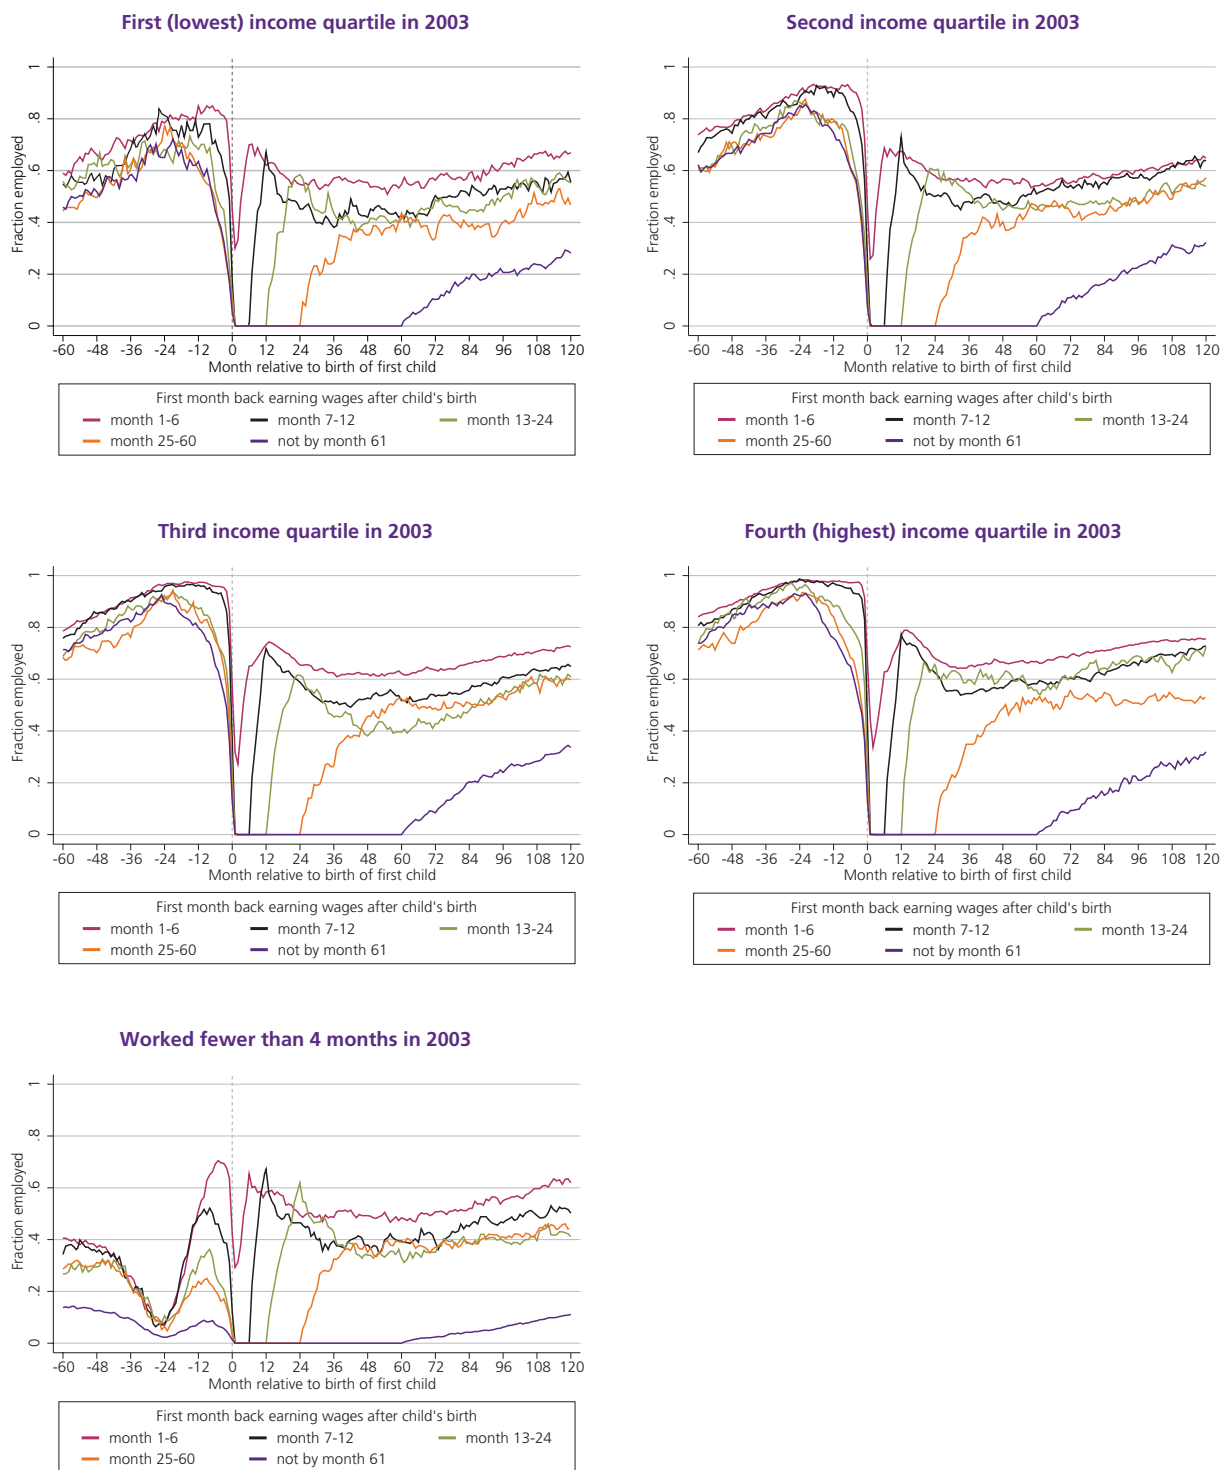 First (lowest) income quartile in 2003
Fraction employed
0 .2 .4 .6 .8 1
-60 -48 -36 -24 -12 0 12 24 36 48 60 72 84 96 108 120
Month relative to birth of first child
First month back earning wages after child's birth
month 1-6 month 7-12 month 13-24
month 25-60 not by month 61
Second income quartile in 2003
Fraction employed
0 .2 .4 .6 .8 1
-60 -48 -36 -24 -12 0 12 24 36 48 60 72 84 96 108 120
Month relative to birth of first child
First month back earning wages after child's birth
month 1-6 month 7-12 month 13-24
month 25-60 not by month 61
Third income quartile in 2003
Fraction employed
0 .2 .4 .6 .8 1
-60 -48 -36 -24 -12 0 12 24 36 48 60 72 84 96 108 120
Month relative to birth of first child
First month back earning wages after child's birth
month 1-6 month 7-12 month 13-24
month 25-60 not by month 61
Fourth (highest) income quartile in 2003
Fraction employed
0 .2 .4 .6 .8 1
-60 -48 -36 -24 -12 0 12 24 36 48 60 72 84 96 108 120
Month relative to birth of first child
First month back earning wages after child's birth
month 1-6 month 7-12 month 13-24
month 25-60 not by month 61
Worked fewer than 4 months in 2003
Fraction employed
0 .2 .4 .6 .8 1
-60 -48 -36 -24 -12 0 12 24 36 48 60 72 84 96 108 120
Month relative to birth of first child
First month back earning wages after child's birth
month 1-6 month 7-12 month 13-24
month 25-60 not by month 61